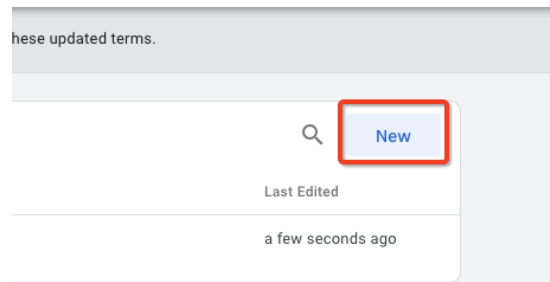 hese updated terms.
New
Last Edited
a few seconds ago